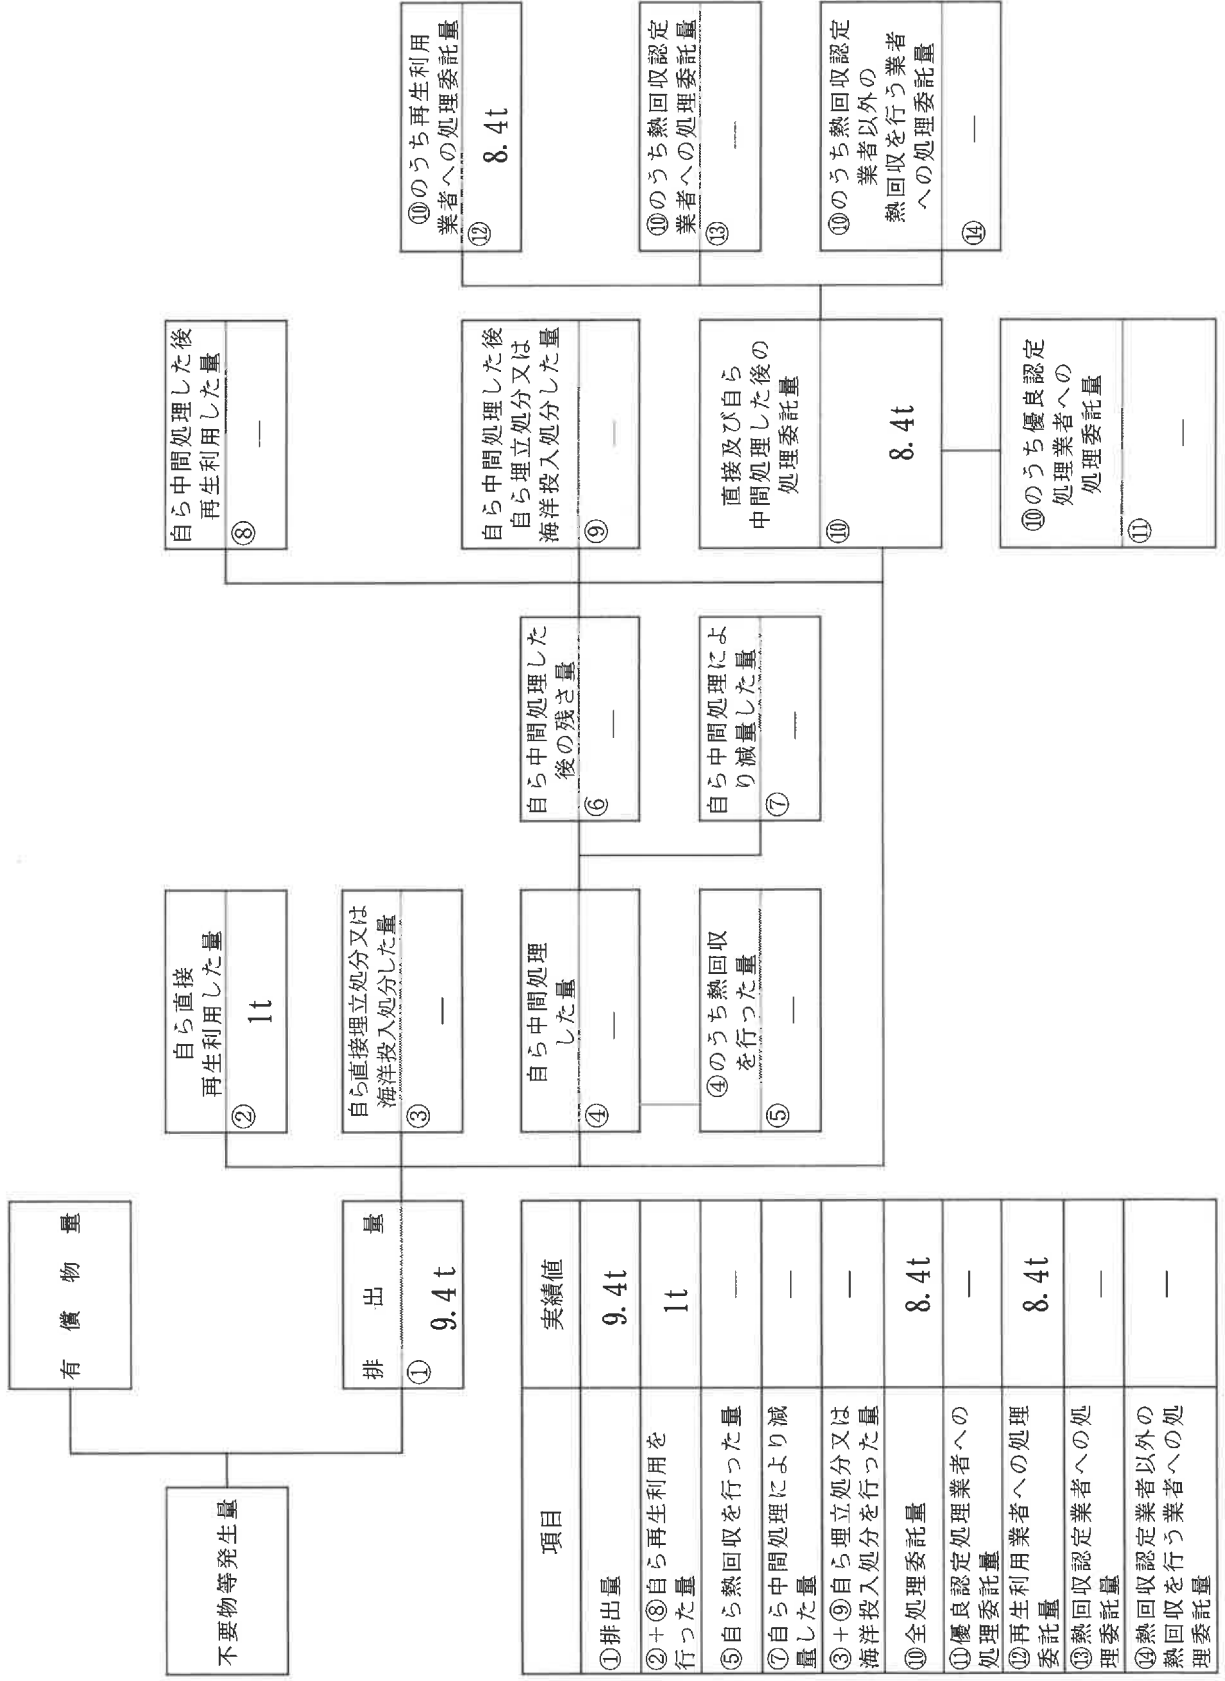 不要物等発生量
有償物量
排出量
①
9.4t
自ら直接
再生利用した量
②
1t
自ら直接埋立処分又は
海洋投入処分した量
③
—
自ら中間処理
した量
④
—
④のうち熱回収
を行った量
⑤
—
自ら中間処理した
後の残さ量
⑥
—
自ら中間処理によ
り減量した量
⑦
—
自ら中間処理した後
再生利用した量
⑧
—
自ら中間処理した後
自ら埋立処分又は
海洋投入処分した量
⑨
—
直接及び自ら
中間処理した後の
処理委託量
⑩
8.4t
⑩のうち優良認定
処理業者への
処理委託量
⑪
—
⑩のうち再生利用
業者への処理委託量
⑫
8.4t
⑩のうち熱回収認定
業者への処理委託量
⑬
—
⑩のうち熱回収認定
業者以外の
熱回収を行う業者
への処理委託量
⑭
—
項目 実績値
①排出量 9.4t
②+⑧自ら再生利用を
行った量 1t
⑤自ら熱回収を行った量 —
⑦自ら中間処理により減
量した量 —
③+⑨自ら埋立処分又は
海洋投入処分を行った量 —
⑩全処理委託量 8.4t
⑪優良認定処理業者への
処理委託量 —
⑫再生利用業者への処理
委託量 8.4t
⑬熱回収認定業者への処
理委託量 —
⑭熱回収認定業者以外の
熱回収を行う業者への処
理委託量 —